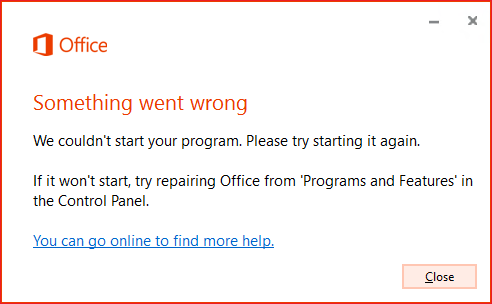 Office
Something went wrong
We couldn't start your program. Please try starting it again.
If it won't start, try repairing Office from 'Programs and Features' in
the Control Panel.
You can go online to find more help.
Close